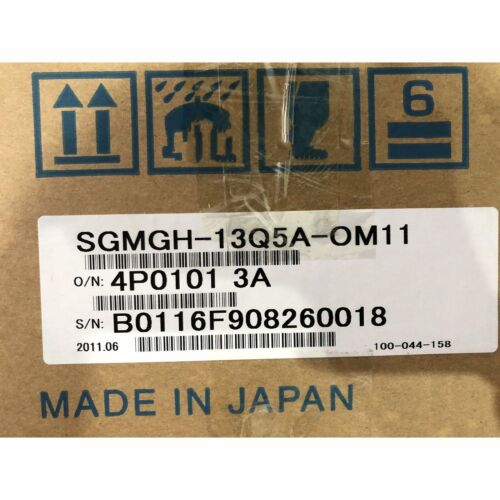 6
SGMGH-13Q5A-OM11
O/N: 4P0101 3A
S/N: B0116F908260018
2011.06 100-044-158
MADE IN JAPAN